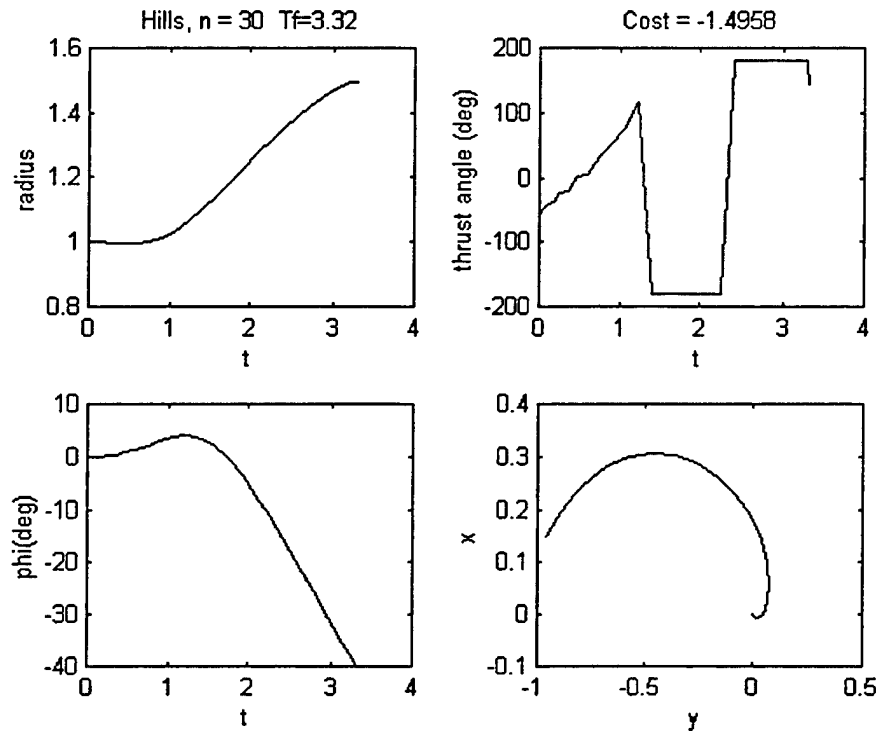 Hills, n = 30 Tf=3.32
1.6
1.4
1.2
1
0.8
radius
0 1 2 3 4
t
Cost = -1.4958
200
100
0
-100
-200
thrust angle (deg)
0 1 2 3 4
t
10
0
-10
-20
-30
-40
phi(deg)
0 1 2 3 4
t
0.4
0.3
0.2
0.1
0
-0.1
x
-1 -0.5 0 0.5
y